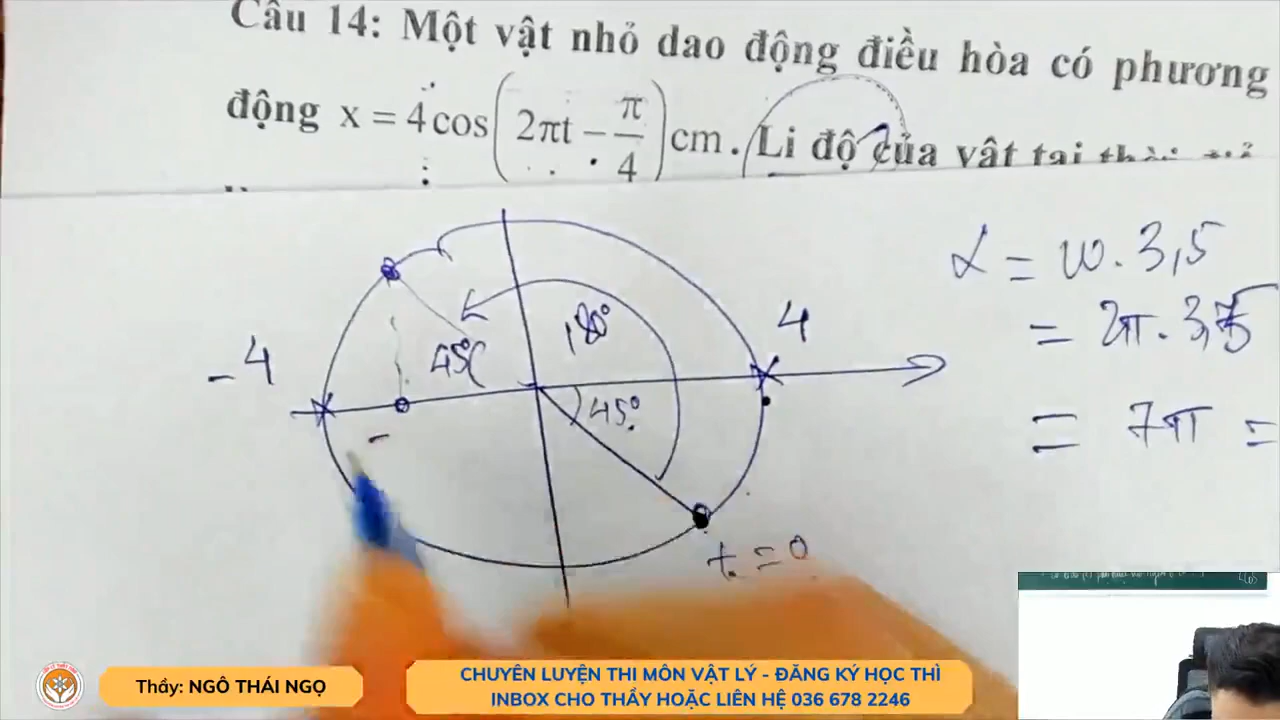 Câu 14: Một vật nhỏ dao động điều hòa có phương
động x = 4cos(2πt - π/4) cm. Li độ của vật tại
α = ω.3,5
= 2π.3,5
= 7π =
- 4
45°
180°
4
45°
-
t = 0
Thầy: NGÔ THÁI NGỌ
CHUYÊN LUYỆN THI MÔN VẬT LÝ - ĐĂNG KÝ HỌC THÌ
INBOX CHO THẦY HOẶC LIÊN HỆ 036 678 2246